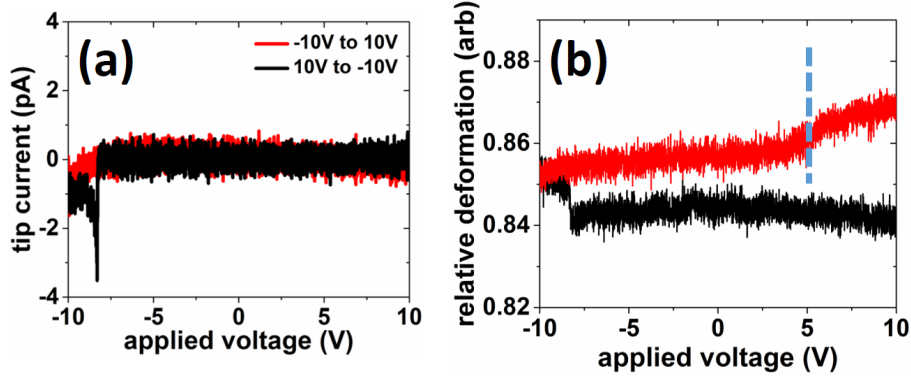 (a)
-10V to 10V
10V to -10V
4
2
0
-2
-4
tip current (pA)
-10 -5 0 5 10
applied voltage (V)
(b)
0.88
0.86
0.84
0.82
relative deformation (arb)
-10 -5 0 5 10
applied voltage (V)